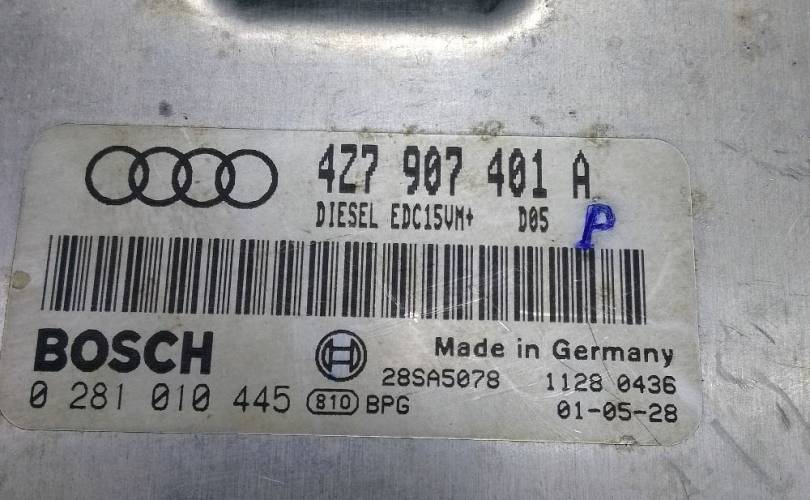 4Z7 907 401 A
DIESEL EDC15VM+ D05
P
BOSCH
Made in Germany
28SA5078 1128 0436
0 281 010 445 810 BPG
01-05-28